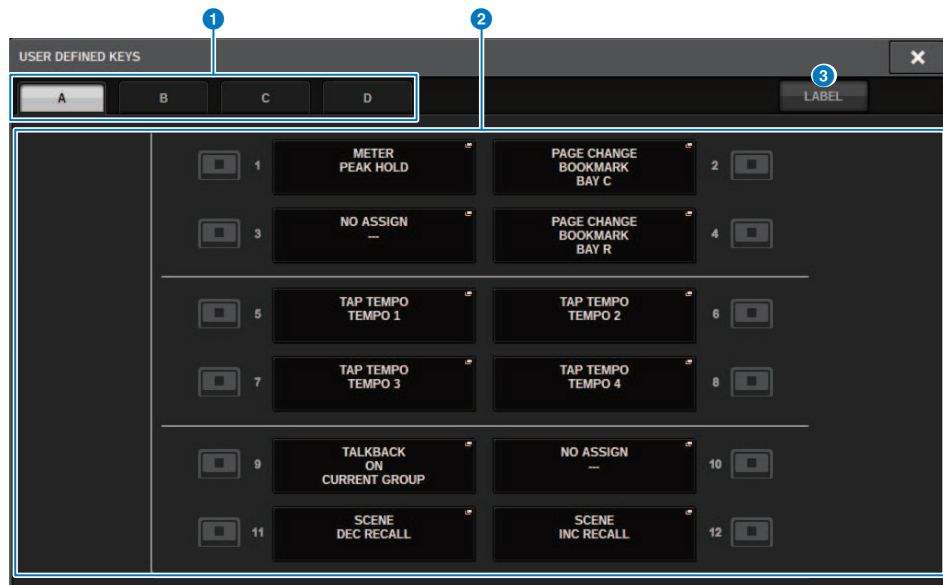 1
2
USER DEFINED KEYS
×
A
B
C
D
3
LABEL
1
METER
PEAK HOLD
PAGE CHANGE
BOOKMARK
BAY C
2
3
NO ASSIGN
---
PAGE CHANGE
BOOKMARK
BAY R
4
5
TAP TEMPO
TEMPO 1
TAP TEMPO
TEMPO 2
6
7
TAP TEMPO
TEMPO 3
TAP TEMPO
TEMPO 4
8
9
TALKBACK
ON
CURRENT GROUP
NO ASSIGN
---
10
11
SCENE
DEC RECALL
SCENE
INC RECALL
12